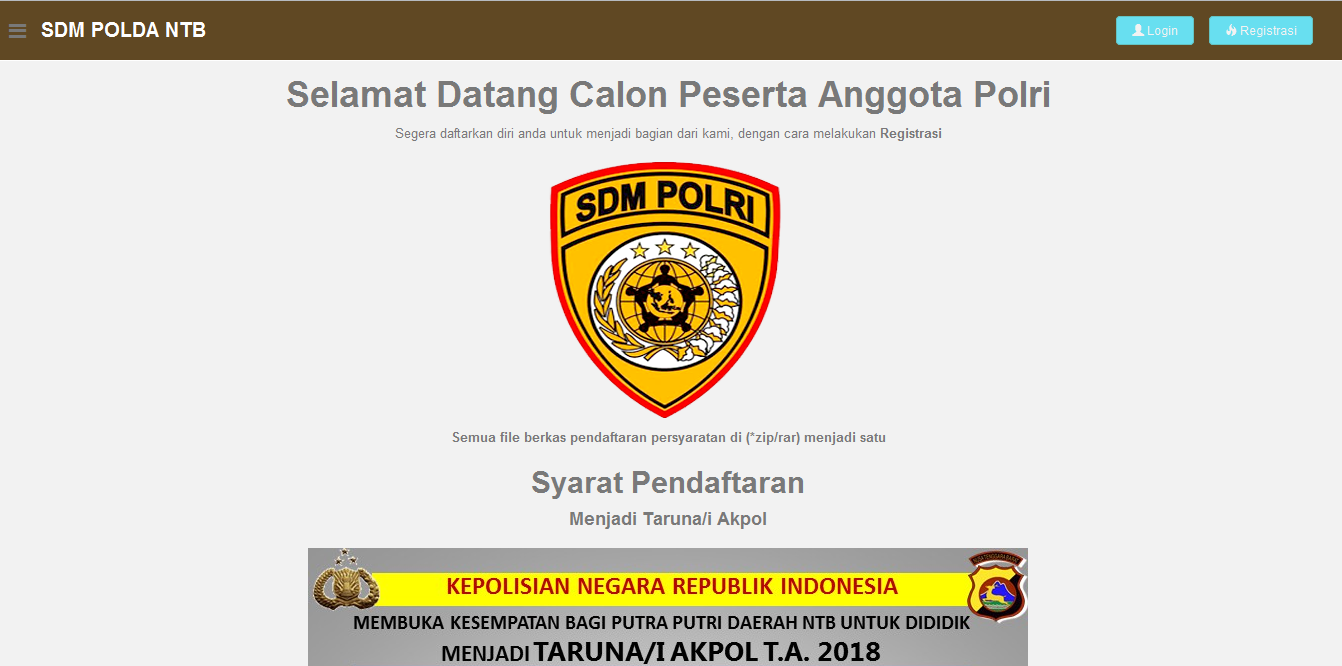 SDM POLDA NTB
Login
Registrasi
Selamat Datang Calon Peserta Anggota Polri
Segera daftarkan diri anda untuk menjadi bagian dari kami, dengan cara melakukan Registrasi
SDM POLRI
Semua file berkas pendaftaran persyaratan di (*zip/rar) menjadi satu
Syarat Pendaftaran
Menjadi Taruna/i Akpol
KEPOLISIAN NEGARA REPUBLIK INDONESIA
MEMBUKA KESEMPATAN BAGI PUTRA PUTRI DAERAH NTB UNTUK DIDIDIK
MENJADI TARUNA/I AKPOL T.A. 2018